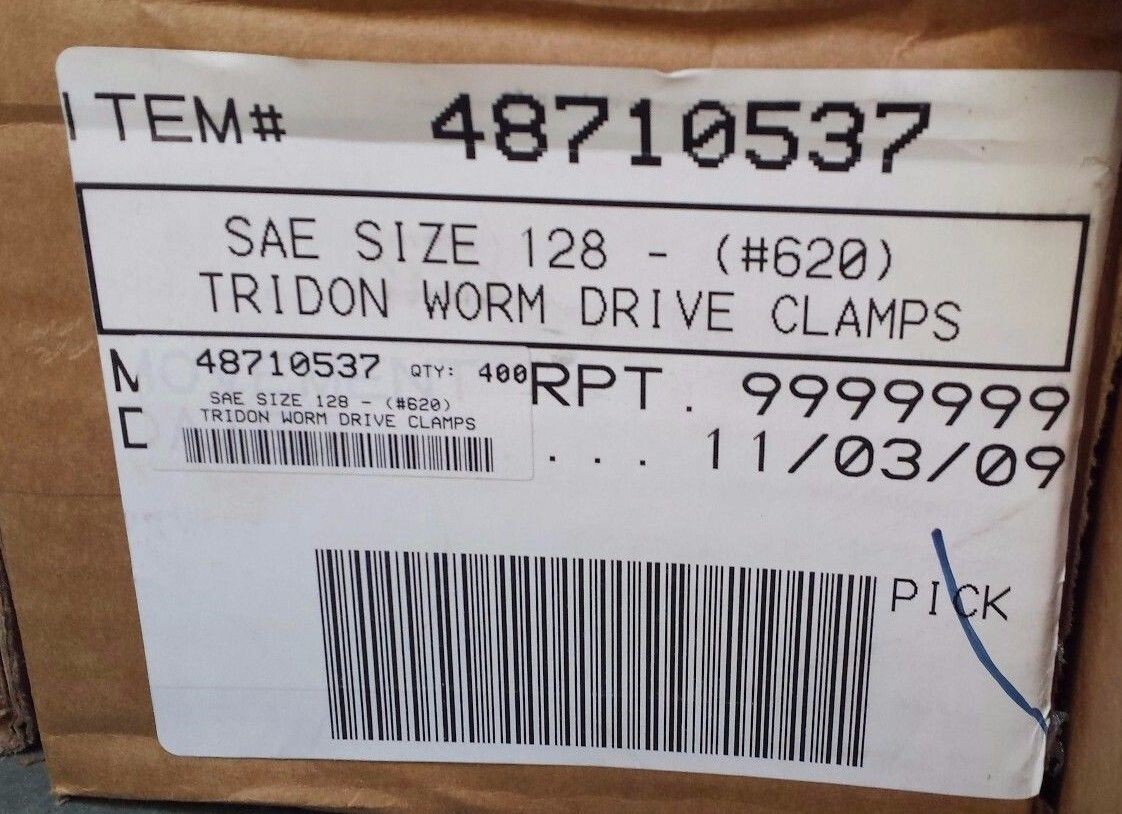 ITEM# 48710537
SAE SIZE 128 - (#620)
TRIDON WORM DRIVE CLAMPS
48710537 QTY: 400
SAE SIZE 128 - (#620)
TRIDON WORM DRIVE CLAMPS
RPT. 9999999
... 11/03/09
PICK